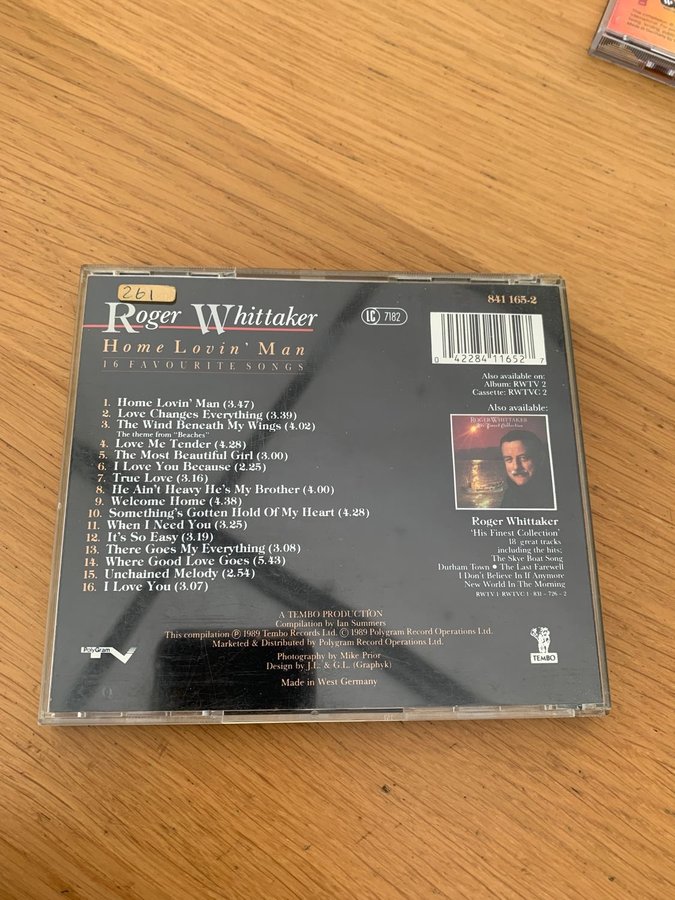 261
Roger Whittaker
Home Lovin' Man
16 FAVOURITE SONGS
LC 7182
841 165-2
0 42284 11652 7
Also available on:
Album: RWTV 2
Cassette: RWTVC 2
Also available:
ROGER WHITTAKER
His Finest Collection
Roger Whittaker
'His Finest Collection'
18 great tracks
including the hits;
The Skye Boat Song
Durham Town • The Last Farewell
I Don't Believe In If Anymore
New World In The Morning
RWTV 1 · RWTVC 1 · 831 - 726 - 2
1. Home Lovin' Man (3.47)
2. Love Changes Everything (3.39)
3. The Wind Beneath My Wings (4.02)
The theme from "Beaches"
4. Love Me Tender (4.28)
5. The Most Beautiful Girl (3.00)
6. I Love You Because (2.25)
7. True Love (3.16)
8. He Ain't Heavy He's My Brother (4.00)
9. Welcome Home (4.38)
10. Something's Gotten Hold Of My Heart (4.28)
11. When I Need You (3.25)
12. It's So Easy (3.19)
13. There Goes My Everything (3.08)
14. Where Good Love Goes (5.43)
15. Unchained Melody (2.54)
16. I Love You (3.07)
A TEMBO PRODUCTION
Compilation by Ian Summers
This compilation Ⓟ 1989 Tembo Records Ltd. © 1989 Polygram Record Operations Ltd.
Marketed & Distributed by Polygram Record Operations Ltd.
Photography by Mike Prior
Design by J.L. & G.L. (Graphyk)
Made in West Germany
PolyGram
TV
TEMBO